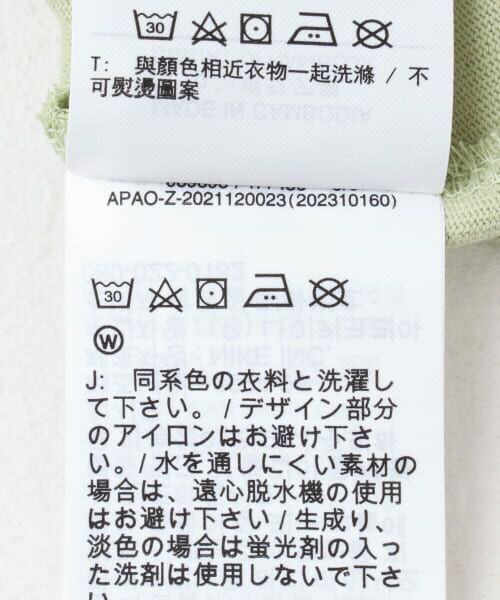 30
T: 與顏色相近衣物一起洗滌 / 不
可熨燙圖案
APAO-Z-2021120023(202310160)
30
W
J: 同系色の衣料と洗濯し
て下さい。/ デザイン部分
のアイロンはお避け下さ
い。/ 水を通しにくい素材の
場合は、遠心脱水機の使用
はお避け下さい / 生成り、
淡色の場合は蛍光剤の入っ
た洗剤は使用しないで下さ
い